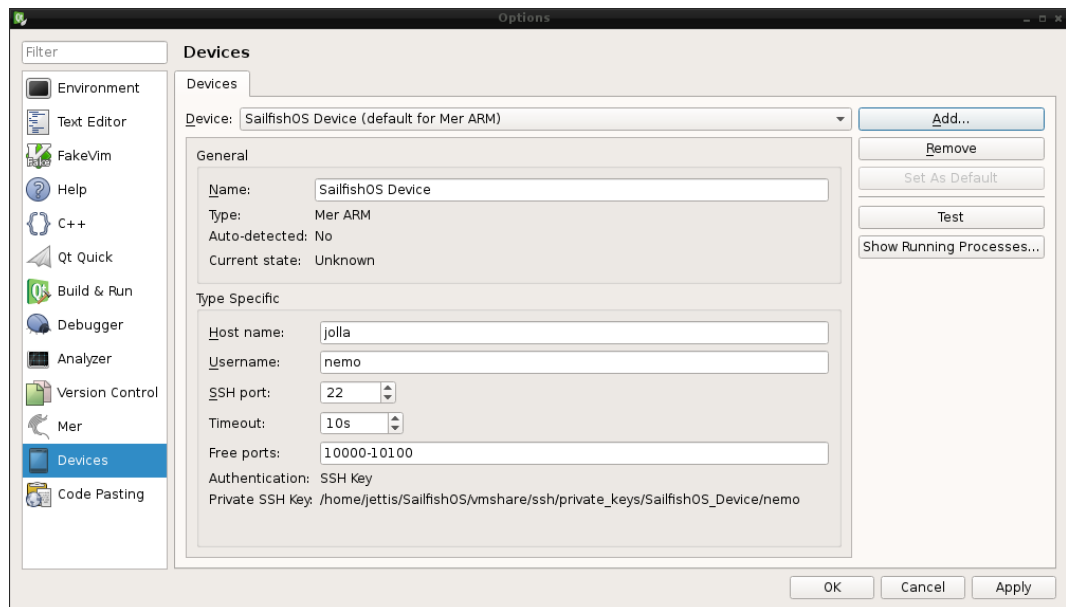 Options
Filter
Devices
Environment
Text Editor
FakeVim
Help
C++
Qt Quick
Build & Run
Debugger
Analyzer
Version Control
Mer
Devices
Code Pasting
Devices
Device: SailfishOS Device (default for Mer ARM)
General
Name: SailfishOS Device
Type: Mer ARM
Auto-detected: No
Current state: Unknown
Type Specific
Host name: jolla
Username: nemo
SSH port: 22
Timeout: 10s
Free ports: 10000-10100
Authentication: SSH Key
Private SSH Key: /home/jettis/SailfishOS/vmshare/ssh/private_keys/SailfishOS_Device/nemo
Add...
Remove
Set As Default
Test
Show Running Processes...
OK Cancel Apply